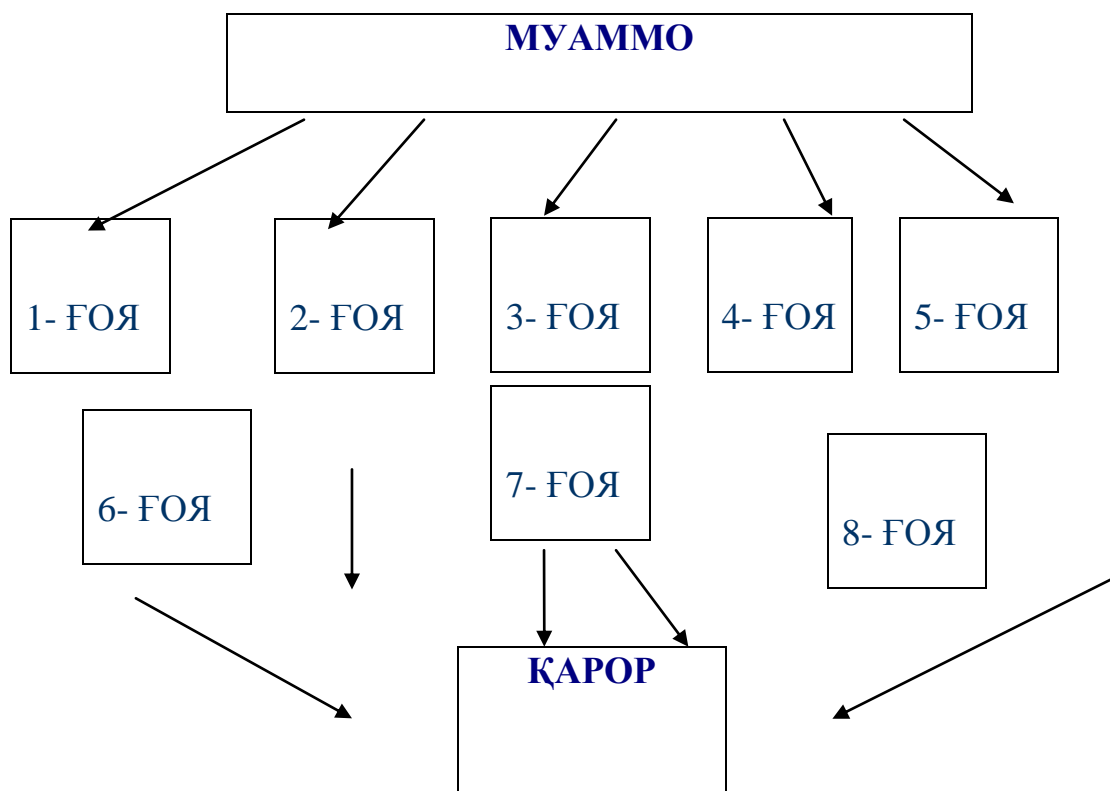 МУАММО
1- ҒОЯ
2- ҒОЯ
3- ҒОЯ
4- ҒОЯ
5- ҒОЯ
6- ҒОЯ
7- ҒОЯ
8- ҒОЯ
ҚАРОР